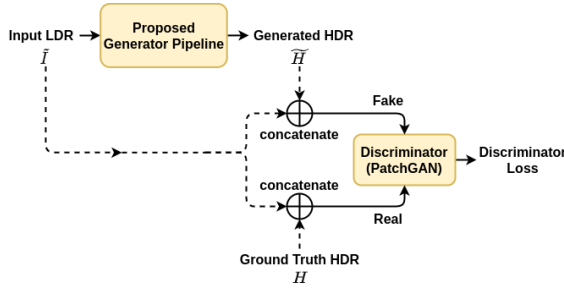 Input LDR
Ĩ
Proposed
Generator Pipeline
Generated HDR
H̃
Fake
concatenate
Discriminator
(PatchGAN)
Discriminator
Loss
concatenate
Real
Ground Truth HDR
H